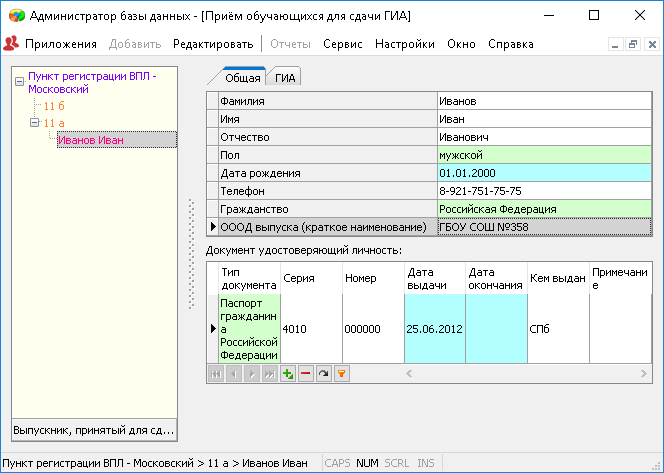 Администратор базы данных - [Приём обучающихся для сдачи ГИА]
Приложения Добавить Редактировать Отчеты Сервис Настройки Окно Справка
Пункт регистрации ВПЛ -
Московский
11 б
11 а
Иванов Иван
Выпускник, принятый для сд...
Общая ГИА
Фамилия Иванов
Имя Иван
Отчество Иванович
Пол мужской
Дата рождения 01.01.2000
Телефон 8-921-751-75-75
Гражданство Российская Федерация
ОООД выпуска (краткое наименование) ГБОУ СОШ №358
Документ удостоверяющий личность:
Тип
документа
Серия
Номер
Дата
выдачи
Дата
окончания
Кем выдан
Примечани
е
Паспорт
граждани
на
Российской
Федерации
4010
000000
25.06.2012
СПб
Пункт регистрации ВПЛ - Московский > 11 а > Иванов Иван CAPS NUM SCRL INS